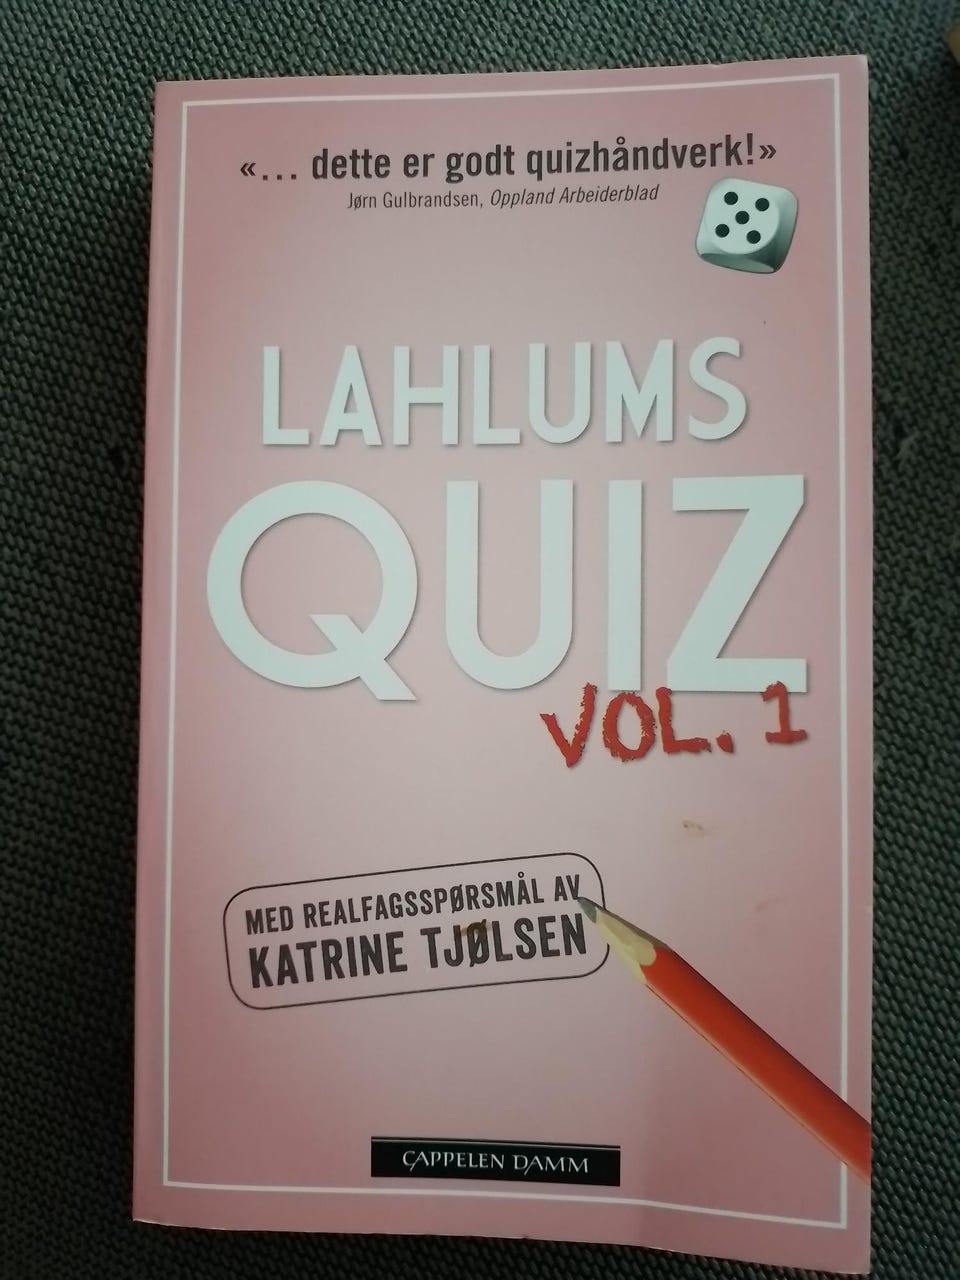 «... dette er godt quizhåndverk!»
Jørn Gulbrandsen, Oppland Arbeiderblad
LAHLUMS
QUIZ
VOL. 1
MED REALFAGSSPØRSMÅL AV
KATRINE TJØLSEN
CAPPELEN DAMM